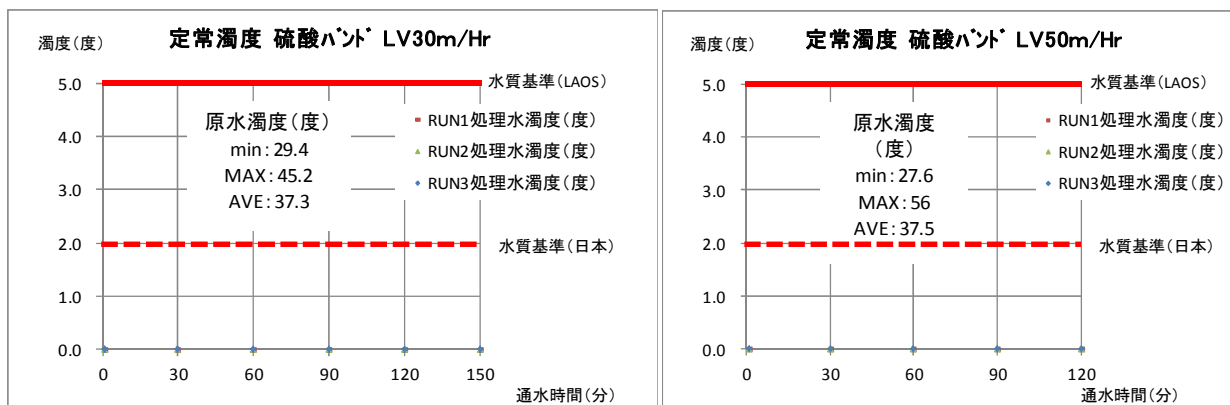 定常濁度 硫酸バンド LV30m/Hr
濁度(度)
5.0
4.0
3.0
2.0
1.0
0.0
0
30
60
90
120
150
通水時間(分)
水質基準(LAOS)
原水濁度(度)
min:29.4
MAX:45.2
AVE:37.3
RUN1処理水濁度(度)
RUN2処理水濁度(度)
RUN3処理水濁度(度)
水質基準(日本)
定常濁度 硫酸バンド LV50m/Hr
濁度(度)
5.0
4.0
3.0
2.0
1.0
0.0
0
30
60
90
120
通水時間(分)
水質基準(LAOS)
原水濁度
(度)
min:27.6
MAX:56
AVE:37.5
RUN1処理水濁度(度)
RUN2処理水濁度(度)
RUN3処理水濁度(度)
水質基準(日本)